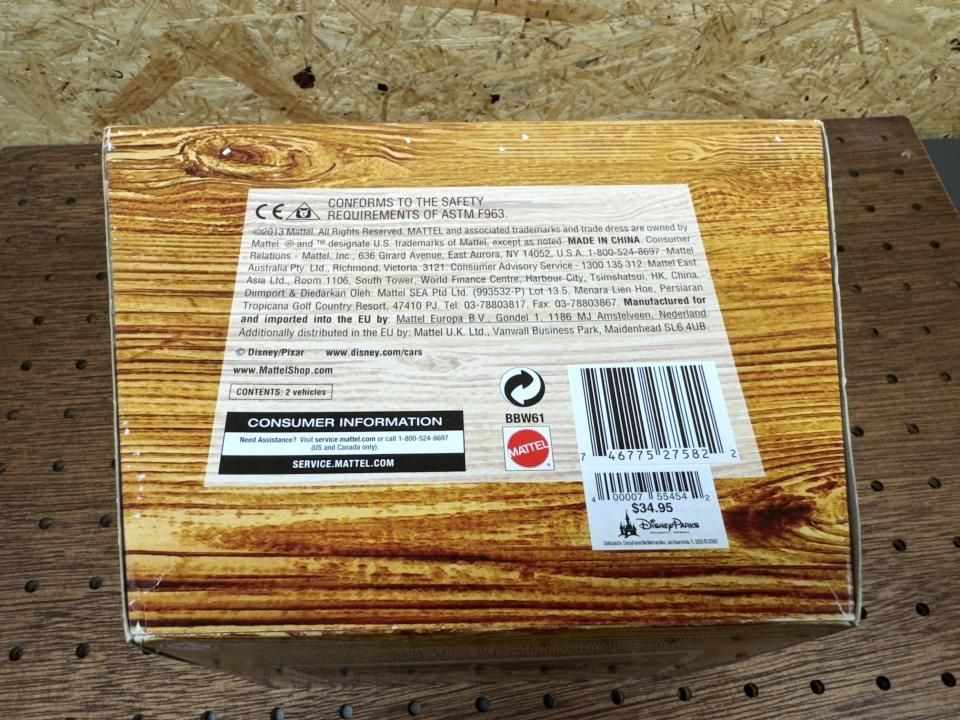 CE CONFORMS TO THE SAFETY
REQUIREMENTS OF ASTM F963.
©2013 Mattel. All Rights Reserved. MATTEL and associated trademarks and trade dress are owned by
Mattel. ® and ™ designate U.S. trademarks of Mattel, except as noted. MADE IN CHINA. Consumer
Relations - Mattel, Inc., 636 Girard Avenue, East Aurora, NY 14052, U.S.A. 1-800-524-8697. Mattel
Australia Pty. Ltd., Richmond, Victoria. 3121. Consumer Advisory Service - 1300 135 312. Mattel East
Asia Ltd., Room 1106, South Tower, World Finance Centre, Harbour City, Tsimshatsui, HK, China.
Diimport & Diedarkan Oleh: Mattel SEA Ptd Ltd. (993532-P) Lot 13.5, Menara Lien Hoe, Persiaran
Tropicana Golf Country Resort, 47410 PJ. Tel: 03-78803817, Fax: 03-78803867. Manufactured for
and imported into the EU by: Mattel Europa B.V., Gondel 1, 1186 MJ Amstelveen, Nederland.
Additionally distributed in the EU by: Mattel U.K. Ltd., Vanwall Business Park, Maidenhead SL6 4UB.
© Disney/Pixar www.disney.com/cars
www.MattelShop.com
CONTENTS: 2 vehicles
CONSUMER INFORMATION
Need Assistance? Visit service.mattel.com or call 1-800-524-8697
(US and Canada only).
SERVICE.MATTEL.COM
BBW61
MATTEL
7 46775 27582 2
4 00007 55454 2
$34.95
Disney Parks
AUTHENTIC ORIGINAL